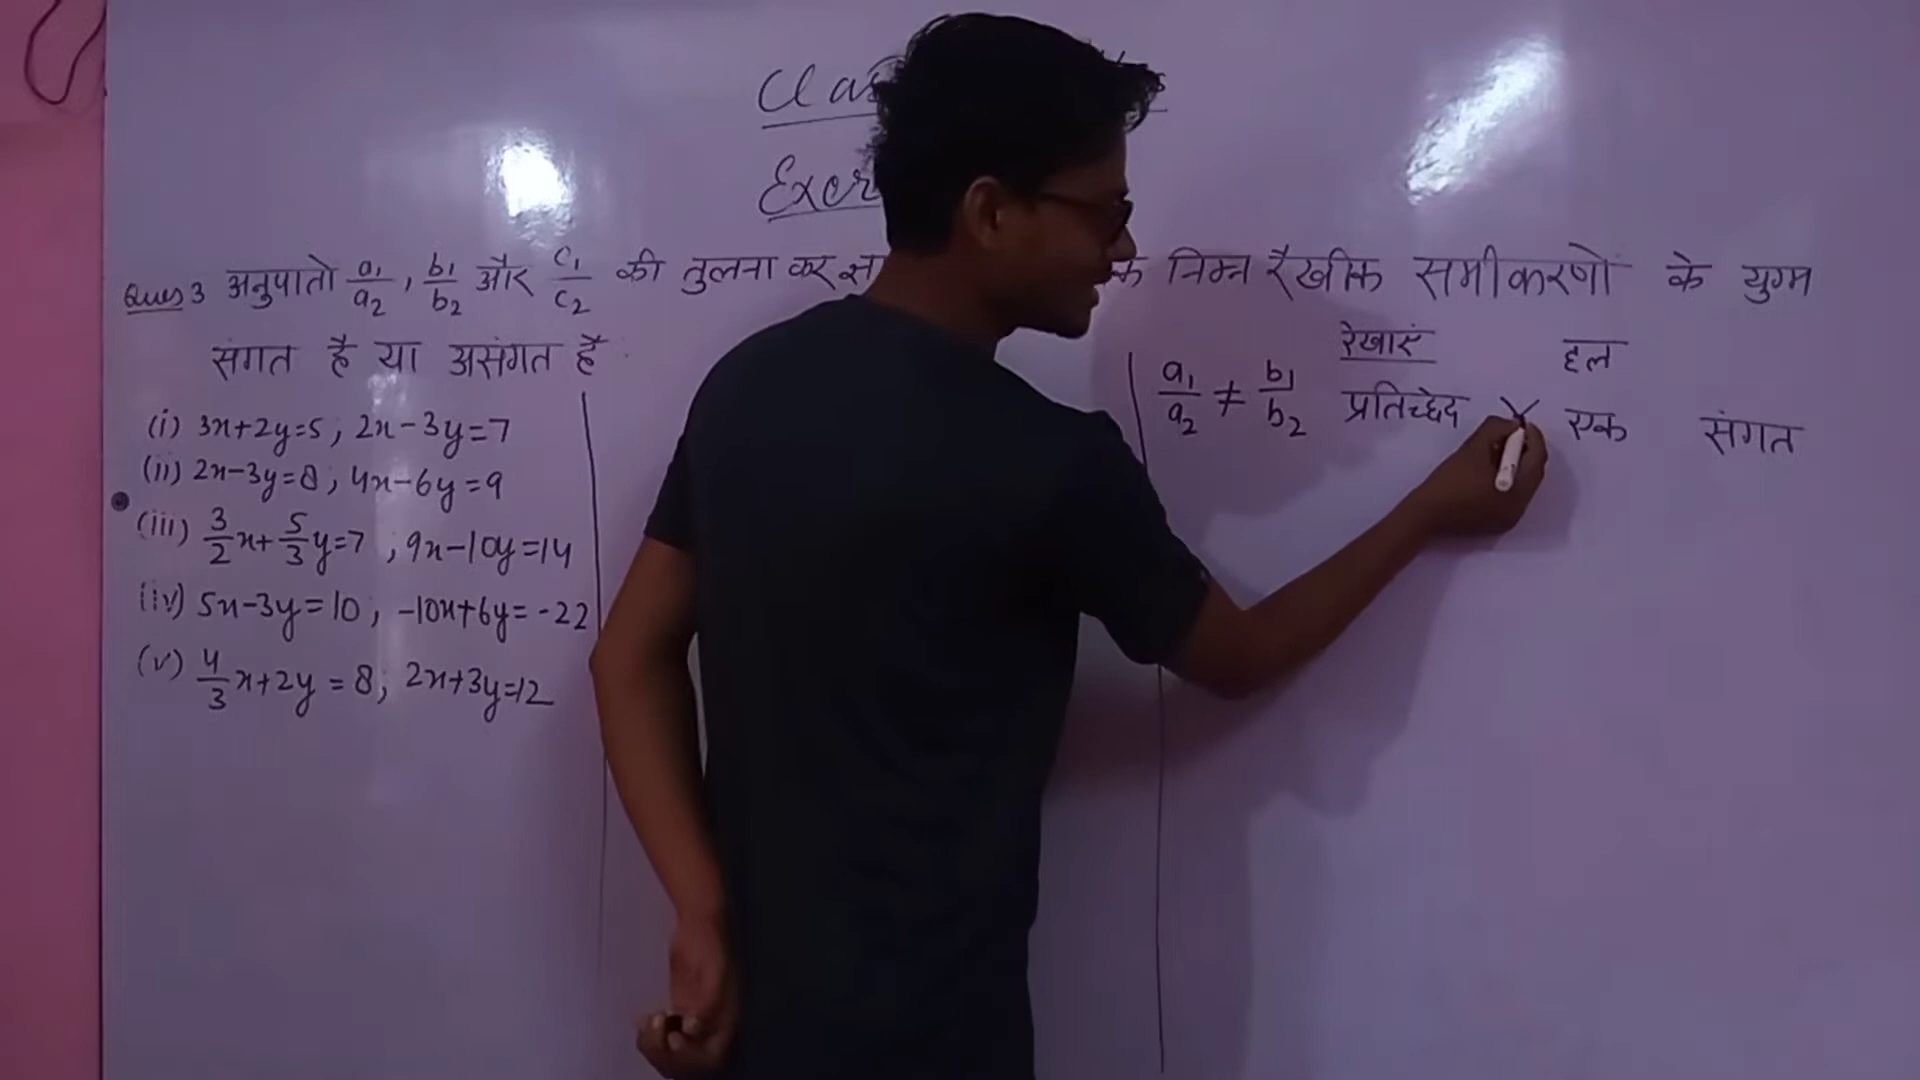 Ques 3 अनुपातो a₁/a₂, b₁/b₂ और c₁/c₂ की तुलना कर निम्न रैखीक समीकरणो के युग्म
संगत है या असंगत है
(i) 3x+2y=5, 2x-3y=7
(ii) 2x-3y=8; 4x-6y=9
(iii) 3/2x+5/3y=7, 9x-10y=14
(iv) 5x-3y=10; -10x+6y=-22
(v) 4/3x+2y=8; 2x+3y=12
रेखाएं हल
a₁/a₂ ≠ b₁/b₂ प्रतिच्छेद एक संगत